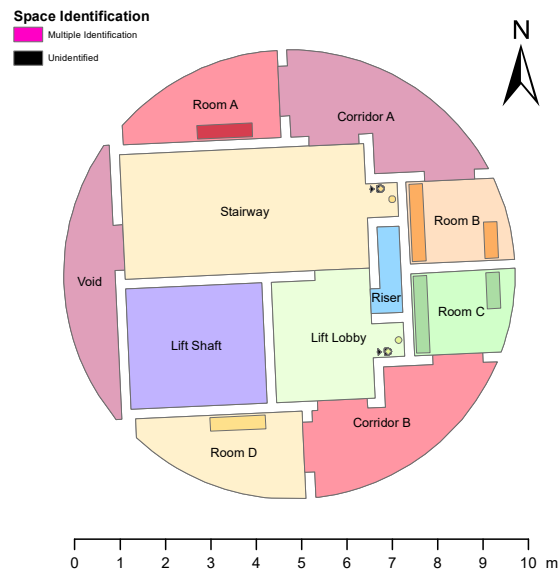 Space Identification
Multiple Identification
Unidentified
N
Room A
Corridor A
Stairway
Room B
Void
Riser
Room C
Lift Shaft
Lift Lobby
Corridor B
Room D
0 1 2 3 4 5 6 7 8 9 10 m